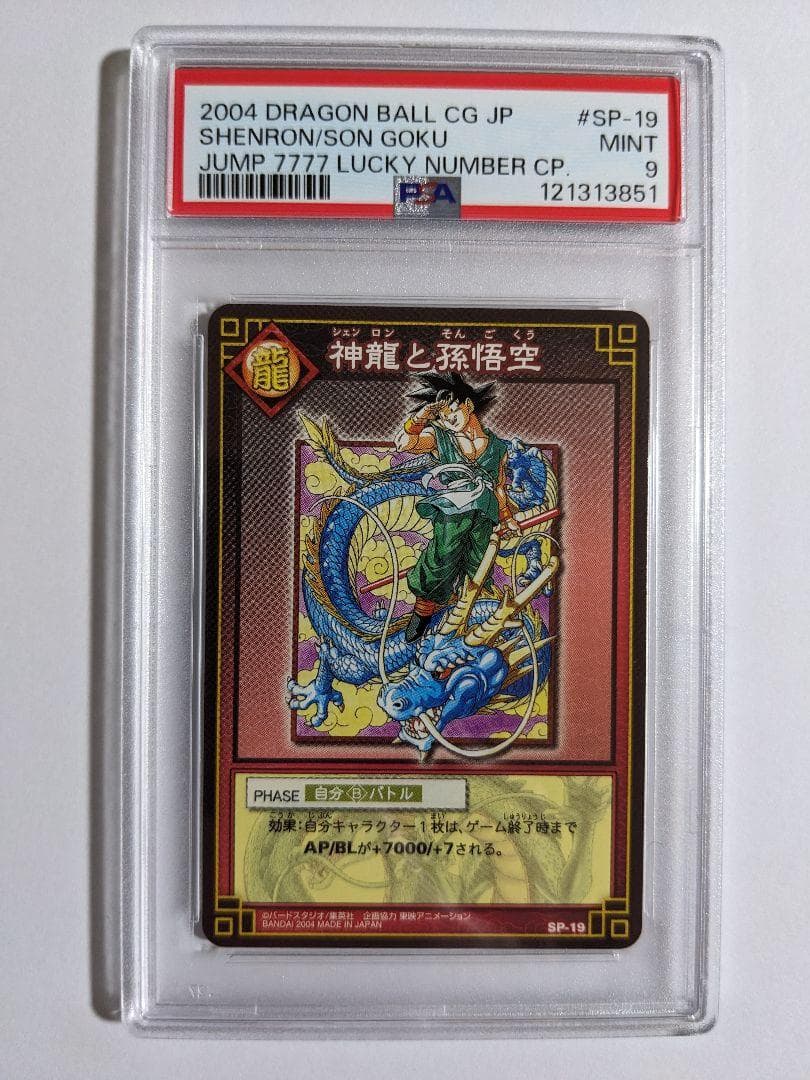 2004 DRAGON BALL CG JP #SP-19
SHENRON/SON GOKU MINT
JUMP 7777 LUCKY NUMBER CP. 9
PSA 121313851
シェン ロン そん ご くう
龍 神龍と孫悟空
PHASE 自分Ⓑバトル
こうか じぶん まい しゅうりょうじ
効果:自分キャラクター1枚は、ゲーム終了時まで
AP/BLが+7000/+7される。
©バードスタジオ/集英社 企画協力 東映アニメーション
BANDAI 2004 MADE IN JAPAN SP-19